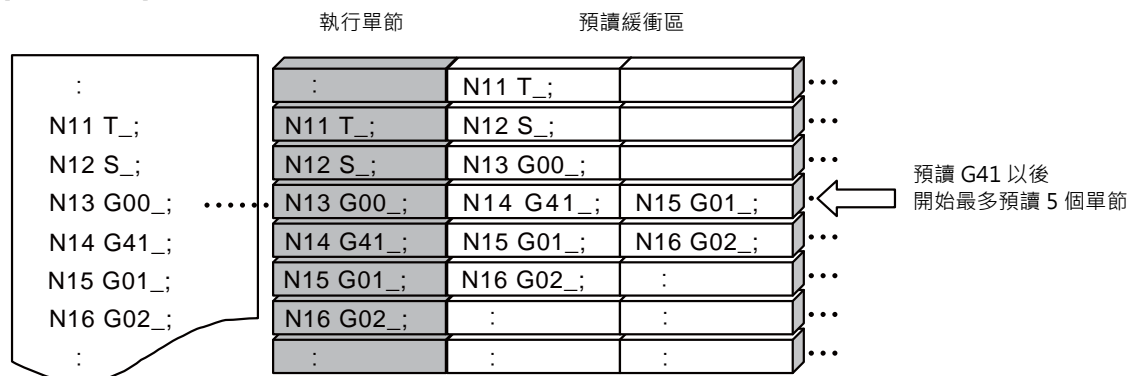 執行單節 預讀緩衝區
:
N11 T_;
N12 S_;
N13 G00_; ······
N14 G41_;
N15 G01_;
N16 G02_;
:
: N11 T_; ···
N11 T_; N12 S_; ···
N12 S_; N13 G00_; ···
N13 G00_; N14 G41_; N15 G01_; ·
N14 G41_; N15 G01_; N16 G02_; ···
N15 G01_; N16 G02_; : ···
N16 G02_; : : ···
: : : ···
預讀 G41 以後
開始最多預讀 5 個單節